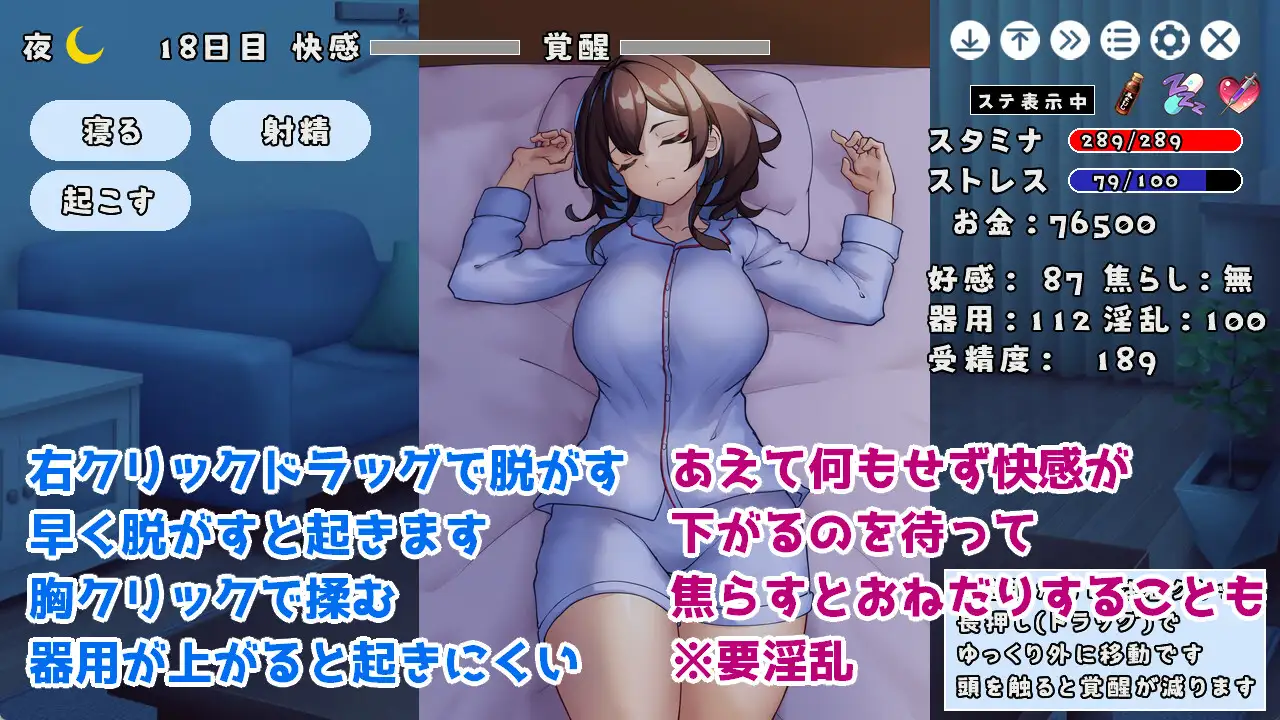 夜 18日目 快感 覚醒
寝る 射精
起こす
ステ表示中
スタミナ 289/289
ストレス 79/100
お金：76500
好感： 87 焦らし：無
器用：112 淫乱：100
受精度： 189
右クリックドラッグで脱がす
早く脱がすと起きます
胸クリックで揉む
器用が上がると起きにくい
あえて何もせず快感が
下がるのを待って
焦らすとおねだりすることも
※要淫乱
長押し(ドラッグ)で
ゆっくり外に移動です
頭を触ると覚醒が減ります